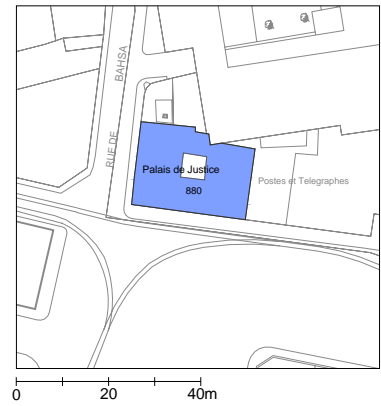 RUE DE BAHSA
Palais de Justice
880
Postes et Telegraphes
0 20 40m